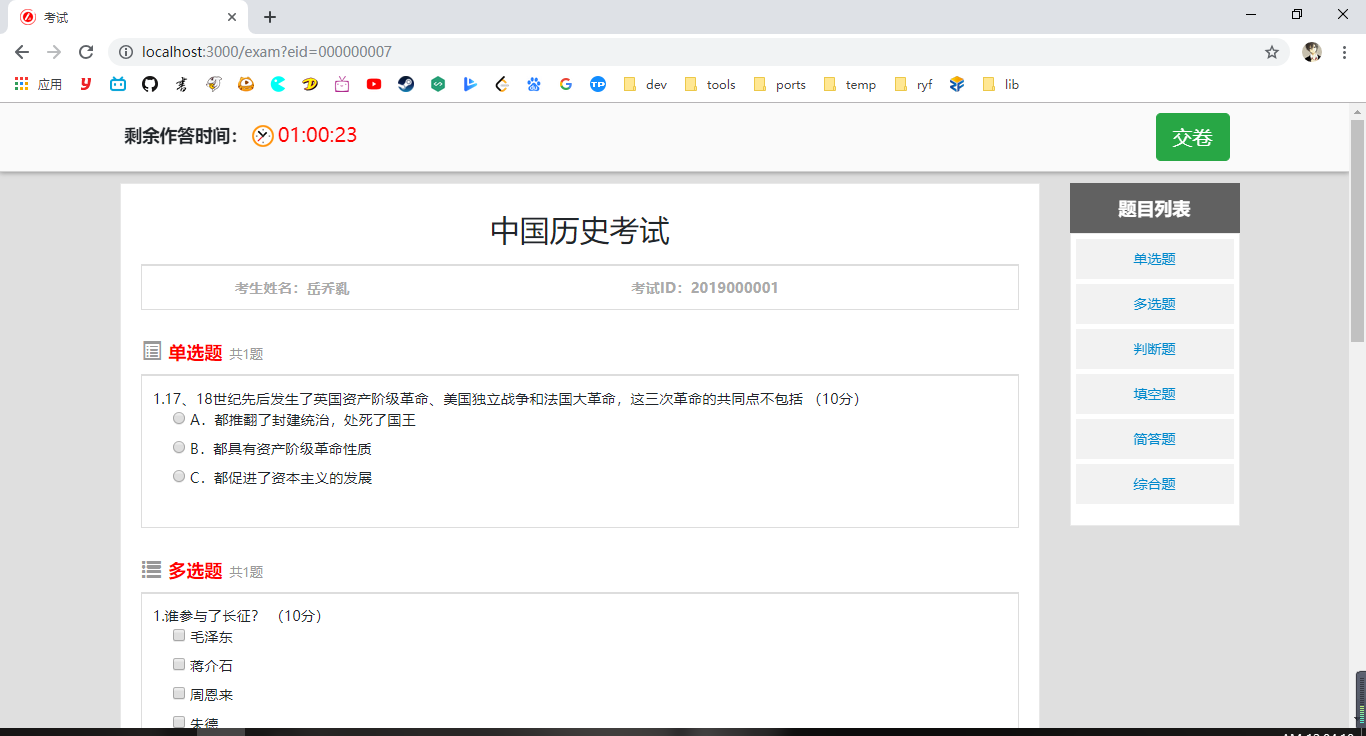 考试
localhost:3000/exam?eid=000000007
应用 dev tools ports temp ryf lib
剩余作答时间： 01:00:23
交卷
中国历史考试
考生姓名：岳乔亂 考试ID：2019000001
单选题 共1题
1.17、18世纪先后发生了英国资产阶级革命、美国独立战争和法国大革命，这三次革命的共同点不包括 （10分）
A．都推翻了封建统治，处死了国王
B．都具有资产阶级革命性质
C．都促进了资本主义的发展
多选题 共1题
1.谁参与了长征？ （10分）
毛泽东
蒋介石
周恩来
朱德
题目列表
单选题
多选题
判断题
填空题
简答题
综合题